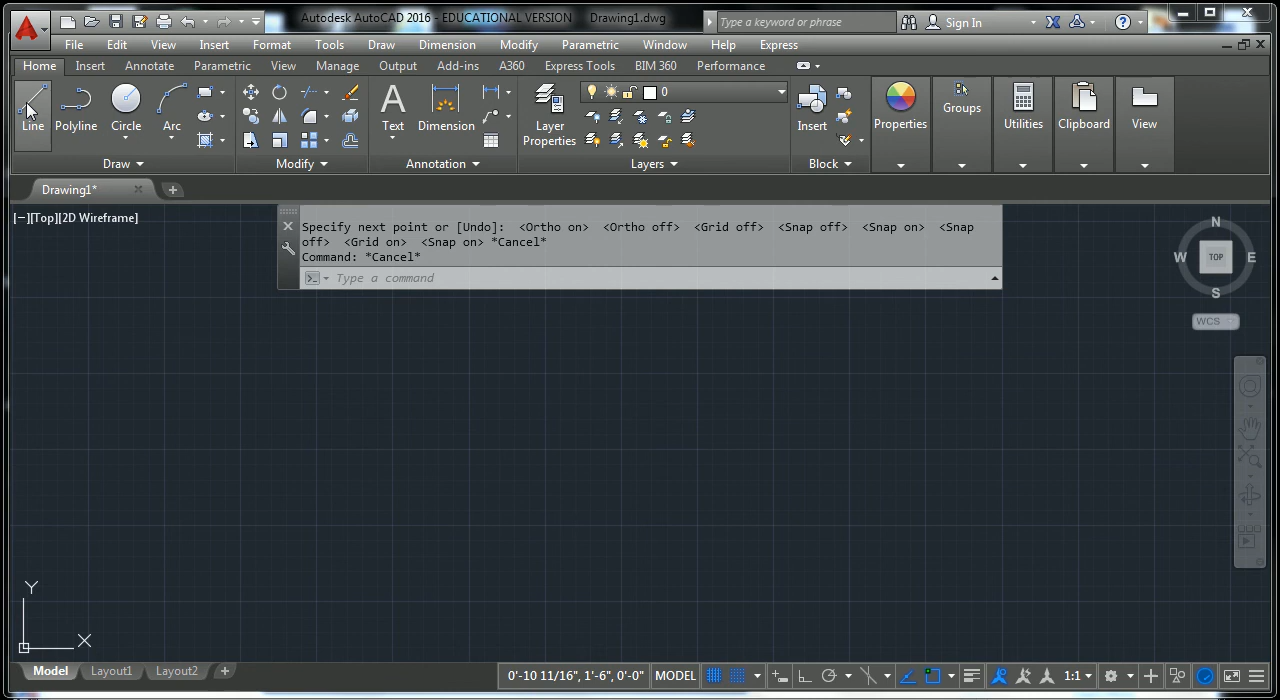 Autodesk AutoCAD 2016 - EDUCATIONAL VERSION Drawing1.dwg Type a keyword or phrase Sign In
File Edit View Insert Format Tools Draw Dimension Modify Parametric Window Help Express
Home Insert Annotate Parametric View Manage Output Add-ins A360 Express Tools BIM 360 Performance
Line Polyline Circle Arc
Text Dimension
Layer Properties
0
Insert
Properties Groups Utilities Clipboard View
Draw Modify Annotation Layers Block
Drawing1*
[−][Top][2D Wireframe]
Specify next point or [Undo]: <Ortho on> <Ortho off> <Grid off> <Snap off> <Snap on> <Snap
off> <Grid on> <Snap on> *Cancel*
Command: *Cancel*
Type a command
N
W TOP E
S
WCS
Y
X
Model Layout1 Layout2
0'-10 11/16", 1'-6", 0'-0" MODEL 1:1